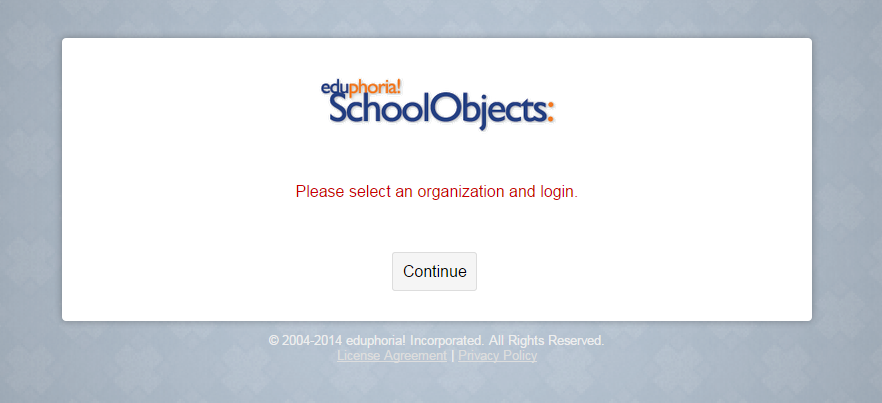 eduphoria!
SchoolObjects:
Please select an organization and login.
Continue
© 2004-2014 eduphoria! Incorporated. All Rights Reserved.
License Agreement | Privacy Policy